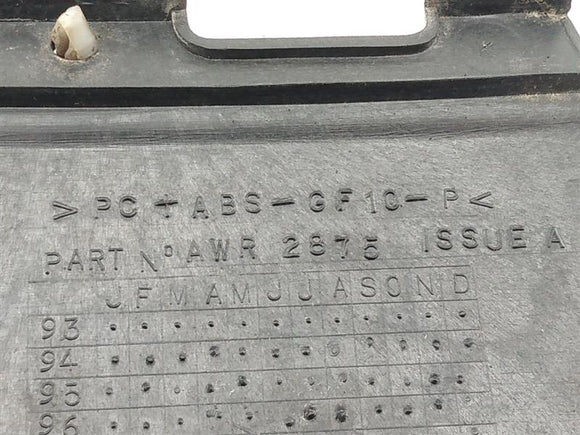 >PC+ABS-GF10-P<
PART Nº AWR 2875 ISSUE A
J F M A M J J A S O N D
93
94
95
96